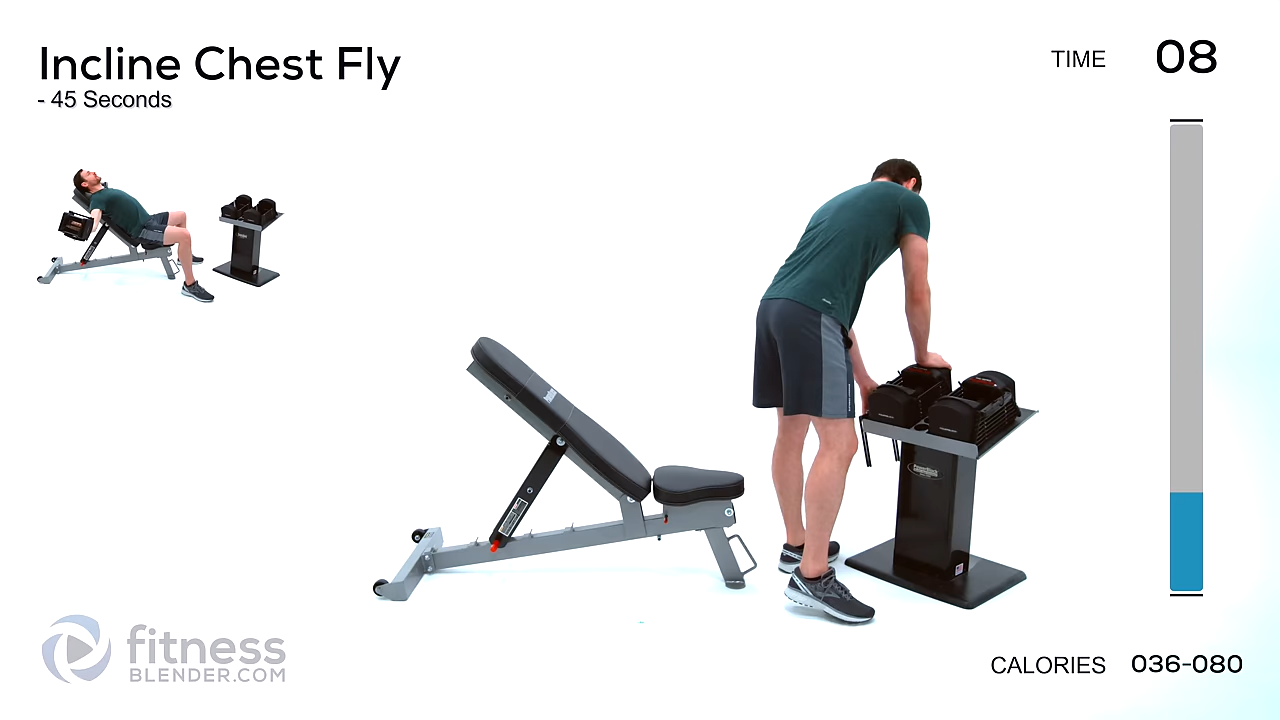 Incline Chest Fly
- 45 Seconds
TIME 08
fitness
BLENDER.COM
CALORIES 036-080